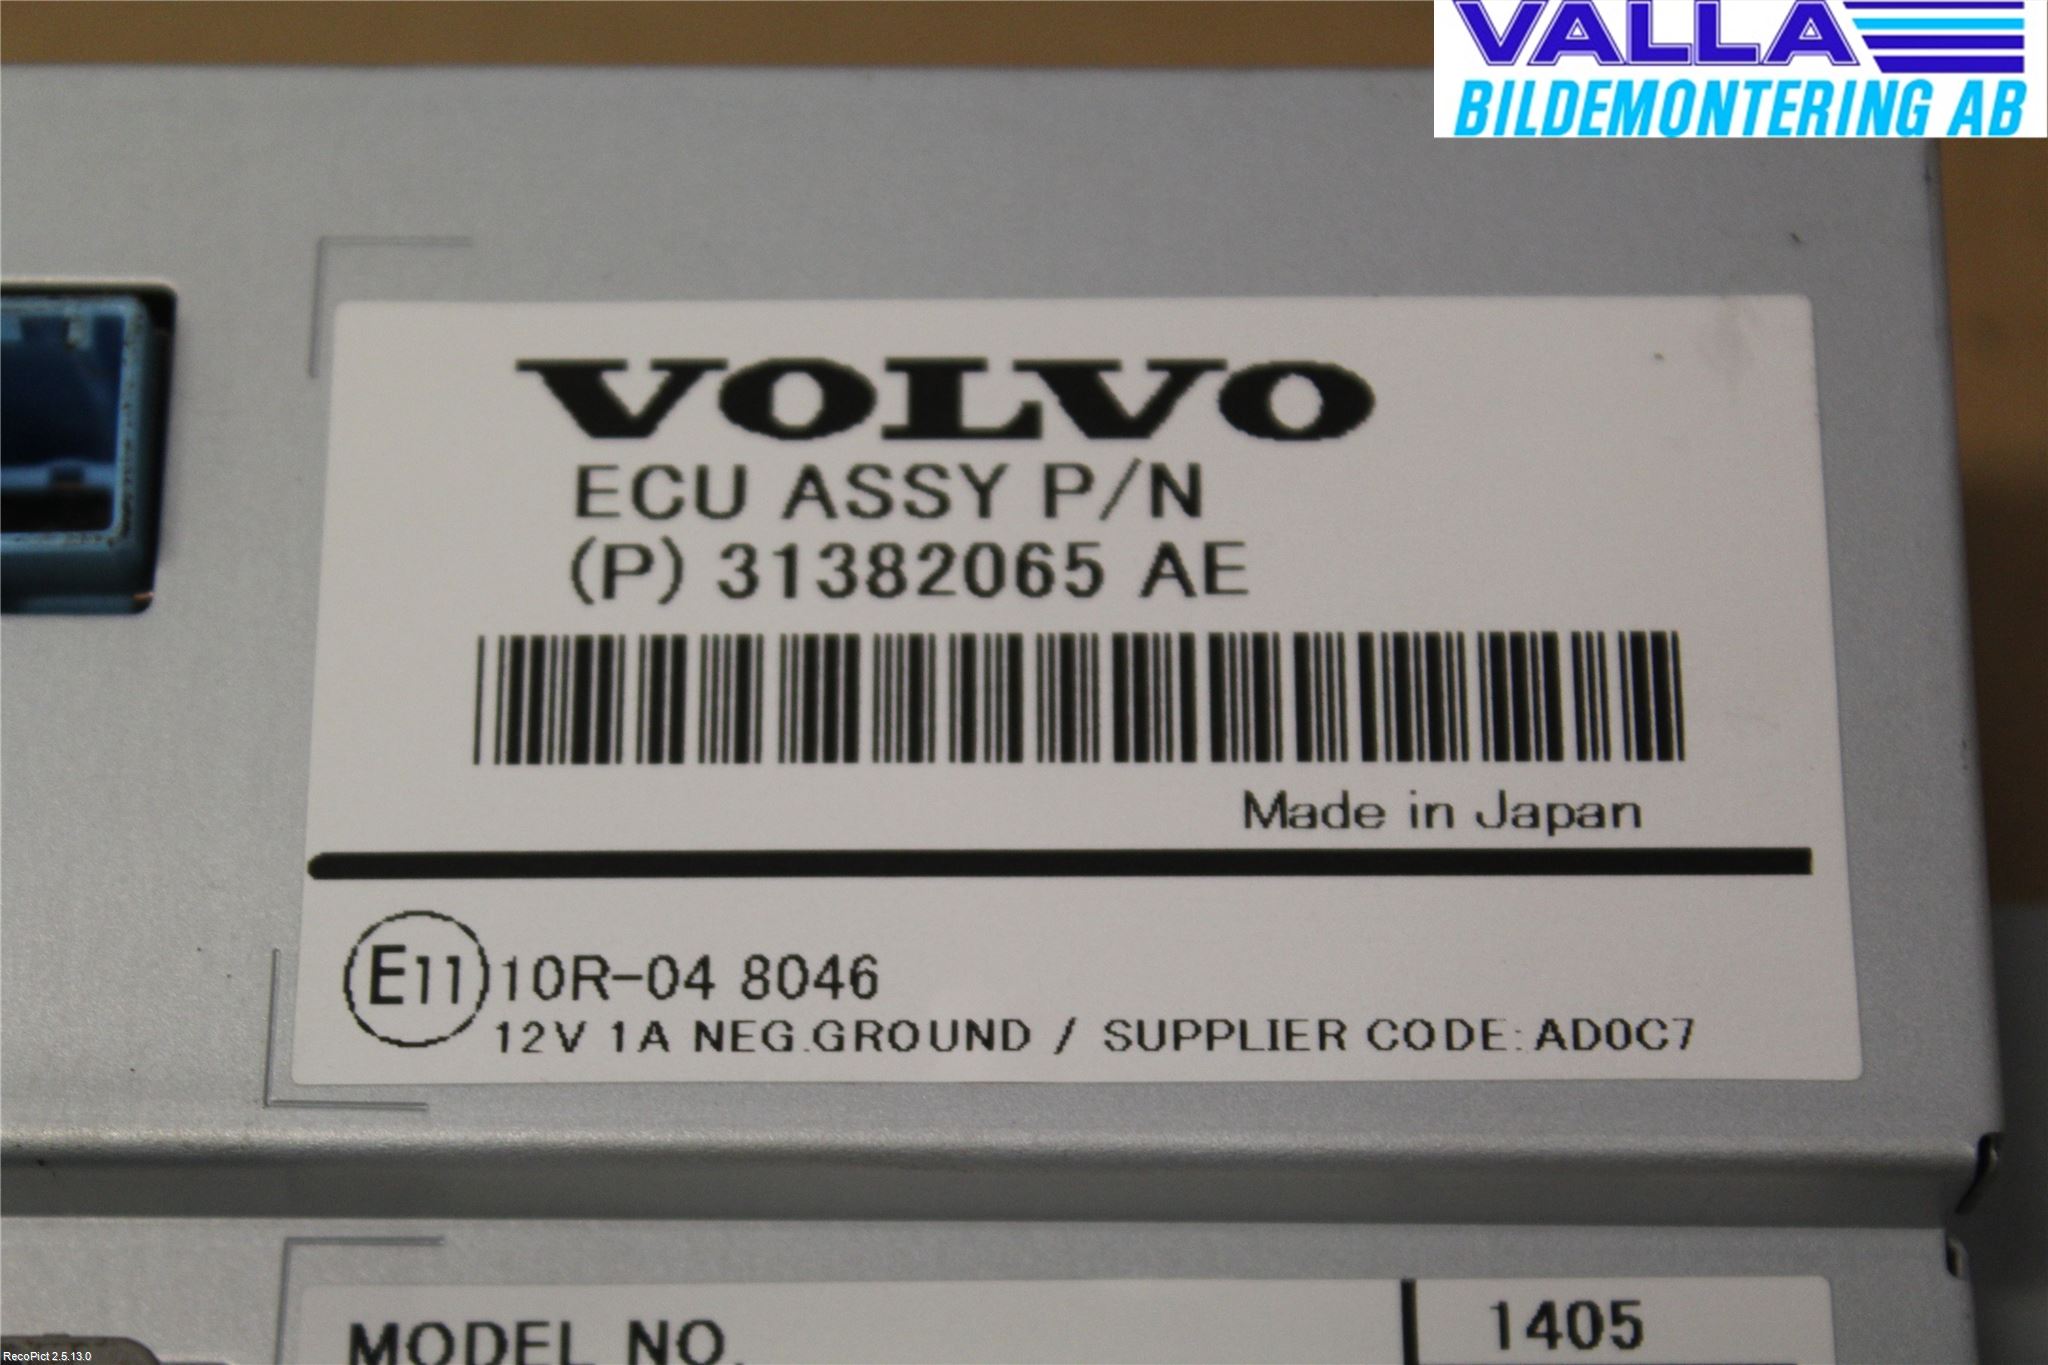 VALLA
BILDEMONTERING AB
VOLVO
ECU ASSY P/N
(P) 31382065 AE
Made in Japan
E11 10R-04 8046
12V 1A NEG.GROUND / SUPPLIER CODE:AD0C7
MODEL NO. 1405
RecoPict 2.5.13.0